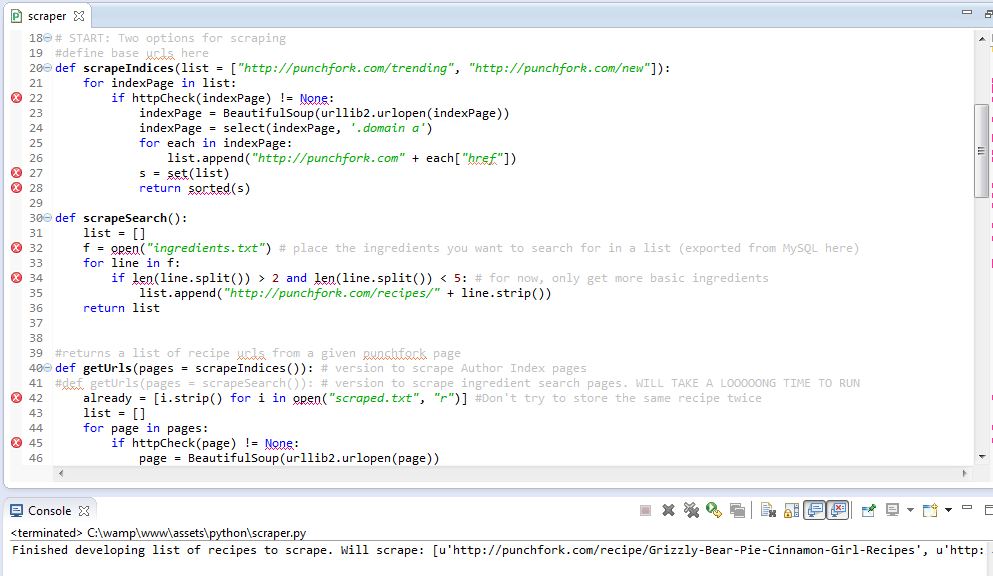 scraper
18 # START: Two options for scraping
19 #define base urls here
20 def scrapeIndices(list = ["http://punchfork.com/trending", "http://punchfork.com/new"]):
21     for indexPage in list:
22         if httpCheck(indexPage) != None:
23             indexPage = BeautifulSoup(urllib2.urlopen(indexPage))
24             indexPage = select(indexPage, '.domain a')
25             for each in indexPage:
26                 list.append("http://punchfork.com" + each["href"])
27             s = set(list)
28             return sorted(s)
29
30 def scrapeSearch():
31     list = []
32     f = open("ingredients.txt") # place the ingredients you want to search for in a list (exported from MySQL here)
33     for line in f:
34         if len(line.split()) > 2 and len(line.split()) < 5: # for now, only get more basic ingredients
35             list.append("http://punchfork.com/recipes/" + line.strip())
36     return list
37
38
39 #returns a list of recipe urls from a given punchfork page
40 def getUrls(pages = scrapeIndices()): # version to scrape Author Index pages
41 #def getUrls(pages = scrapeSearch()): # version to scrape ingredient search pages. WILL TAKE A LOOOOONG TIME TO RUN
42     already = [i.strip() for i in open("scraped.txt", "r")] #Don't try to store the same recipe twice
43     list = []
44     for page in pages:
45         if httpCheck(page) != None:
46             page = BeautifulSoup(urllib2.urlopen(page))
Console
<terminated> C:\wamp\www\assets\python\scraper.py
Finished developing list of recipes to scrape. Will scrape: [u'http://punchfork.com/recipe/Grizzly-Bear-Pie-Cinnamon-Girl-Recipes', u'http: